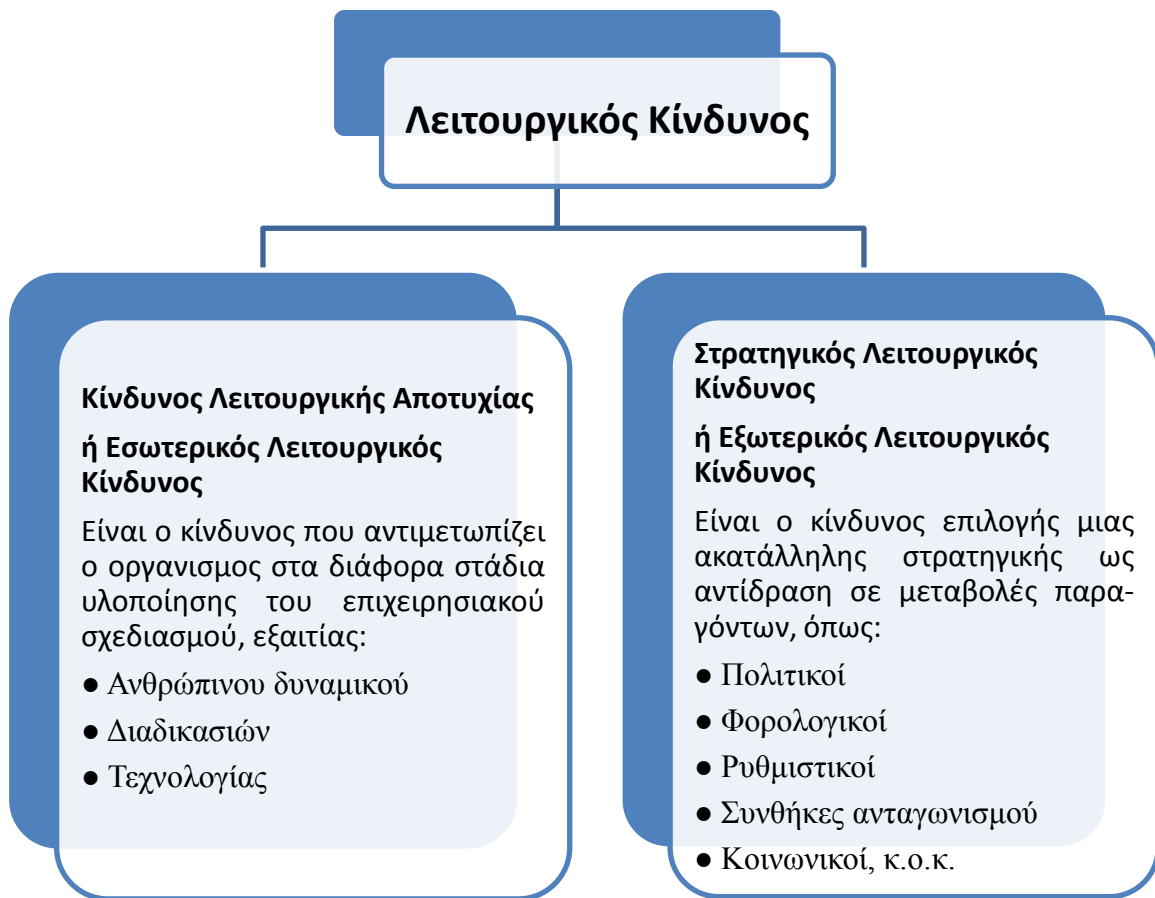 Λειτουργικός Κίνδυνος
Κίνδυνος Λειτουργικής Αποτυχίας
ή Εσωτερικός Λειτουργικός
Κίνδυνος
Είναι ο κίνδυνος που αντιμετωπίζει
ο οργανισμος στα διάφορα στάδια
υλοποίησης του επιχειρησιακού
σχεδιασμού, εξαιτίας:
● Ανθρώπινου δυναμικού
● Διαδικασιών
● Τεχνολογίας
Στρατηγικός Λειτουργικός
Κίνδυνος
ή Εξωτερικός Λειτουργικός
Κίνδυνος
Είναι ο κίνδυνος επιλογής μιας
ακατάλληλης στρατηγικής ως
αντίδραση σε μεταβολές παρα-
γόντων, όπως:
● Πολιτικοί
● Φορολογικοί
● Ρυθμιστικοί
● Συνθήκες ανταγωνισμού
● Κοινωνικοί, κ.ο.κ.